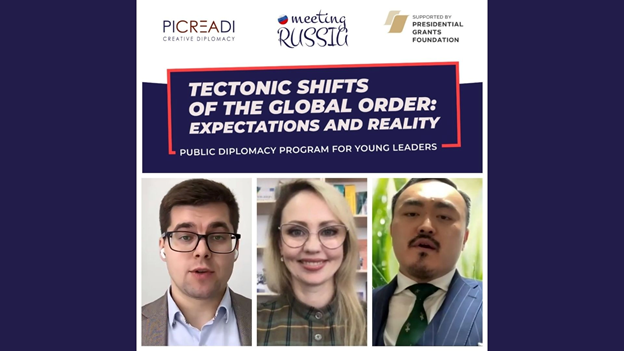 PICREADI
CREATIVE DIPLOMACY
meeting
RUSSIA
SUPPORTED BY
PRESIDENTIAL
GRANTS
FOUNDATION
TECTONIC SHIFTS
OF THE GLOBAL ORDER:
EXPECTATIONS AND REALITY
PUBLIC DIPLOMACY PROGRAM FOR YOUNG LEADERS